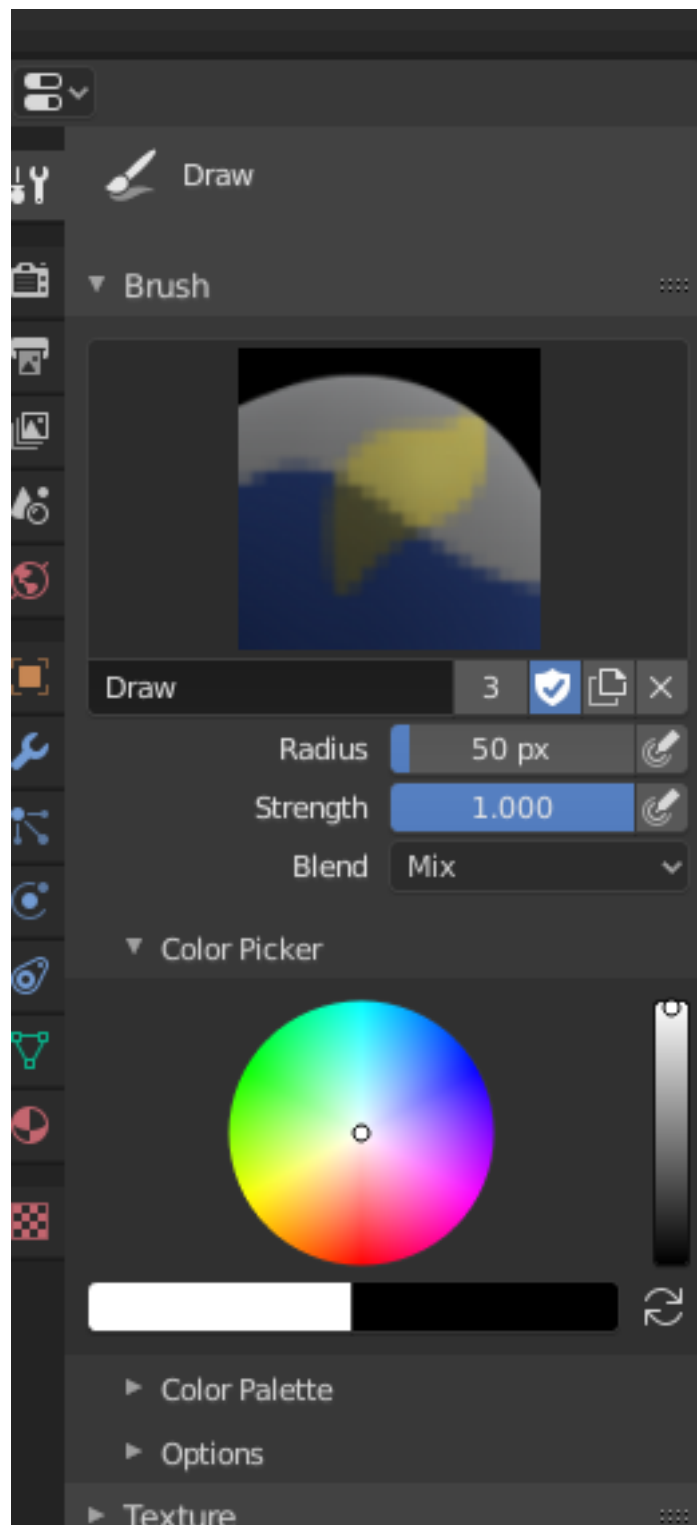 Draw
Brush
Draw 3
Radius 50 px
Strength 1.000
Blend Mix
Color Picker
Color Palette
Options
Texture